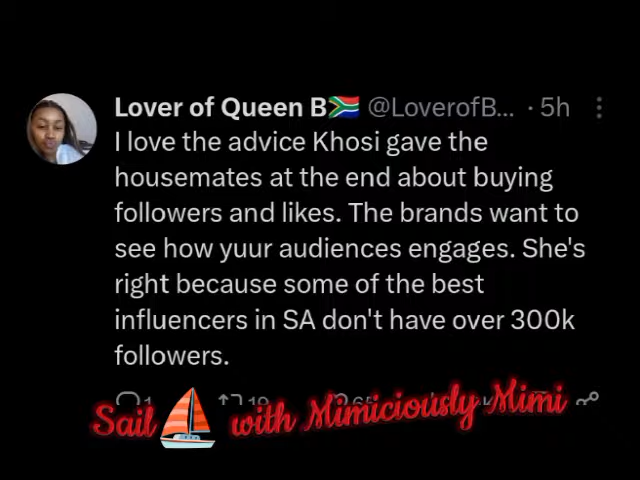 Lover of Queen B🇿🇦 @LoverofB... · 5h
I love the advice Khosi gave the
housemates at the end about buying
followers and likes. The brands want to
see how yuur audiences engages. She's
right because some of the best
influencers in SA don't have over 300k
followers.
Sail⛵ with Mimiciously Mimi